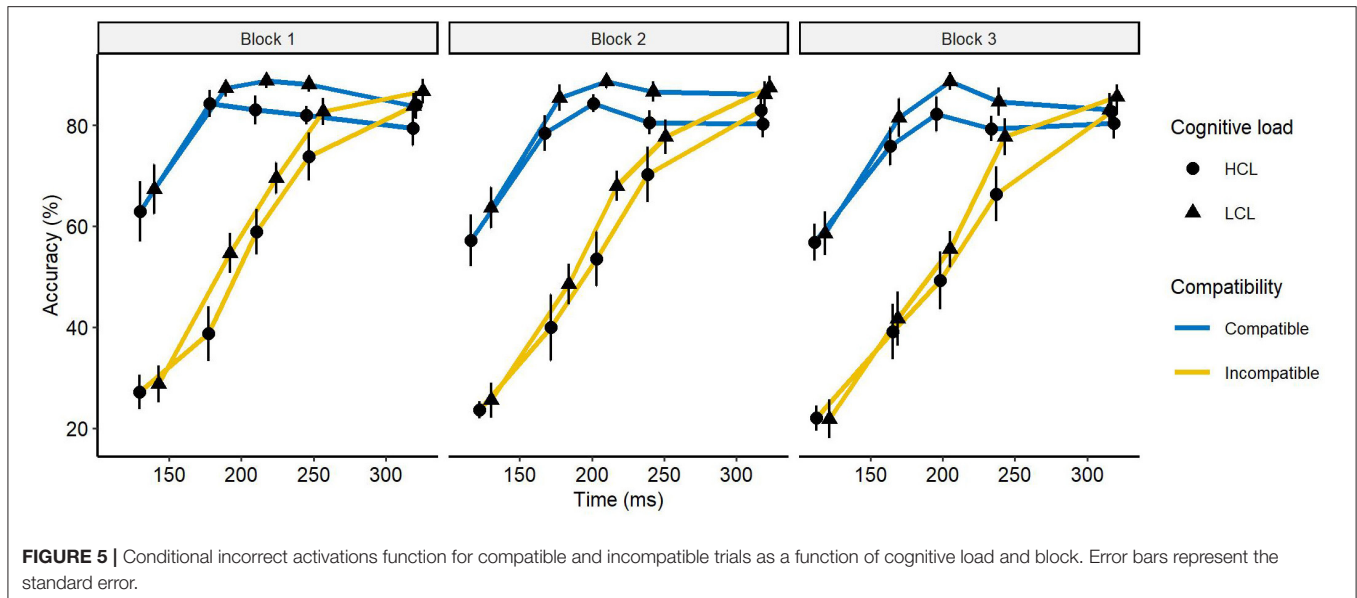 Block 1
Block 2
Block 3
Accuracy (%)
80
60
40
20
150
200
250
300
150
200
250
300
150
200
250
300
Time (ms)
Cognitive load
HCL
LCL
Compatibility
Compatible
Incompatible
FIGURE 5 | Conditional incorrect activations function for compatible and incompatible trials as a function of cognitive load and block. Error bars represent the
standard error.